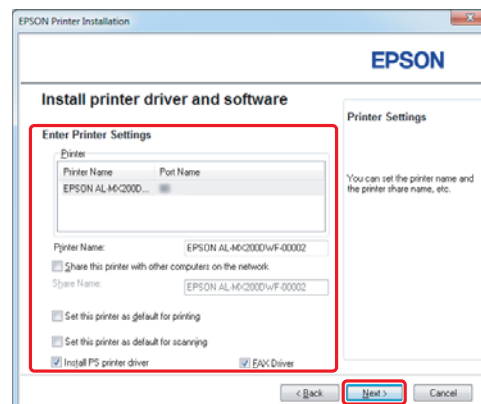 EPSON Printer Installation
EPSON
Install printer driver and software
Enter Printer Settings
Printer
Printer Name Port Name
EPSON AL-MX200D...
Printer Name: EPSON AL-MX200DWF-00002
Share this printer with other computers on the network
Share Name: EPSON AL-MX200DWF-00002
Set this printer as default for printing
Set this printer as default for scanning
Install PS printer driver FAX Driver
Printer Settings
You can set the printer name and
the printer share name, etc.
< Back Next > Cancel